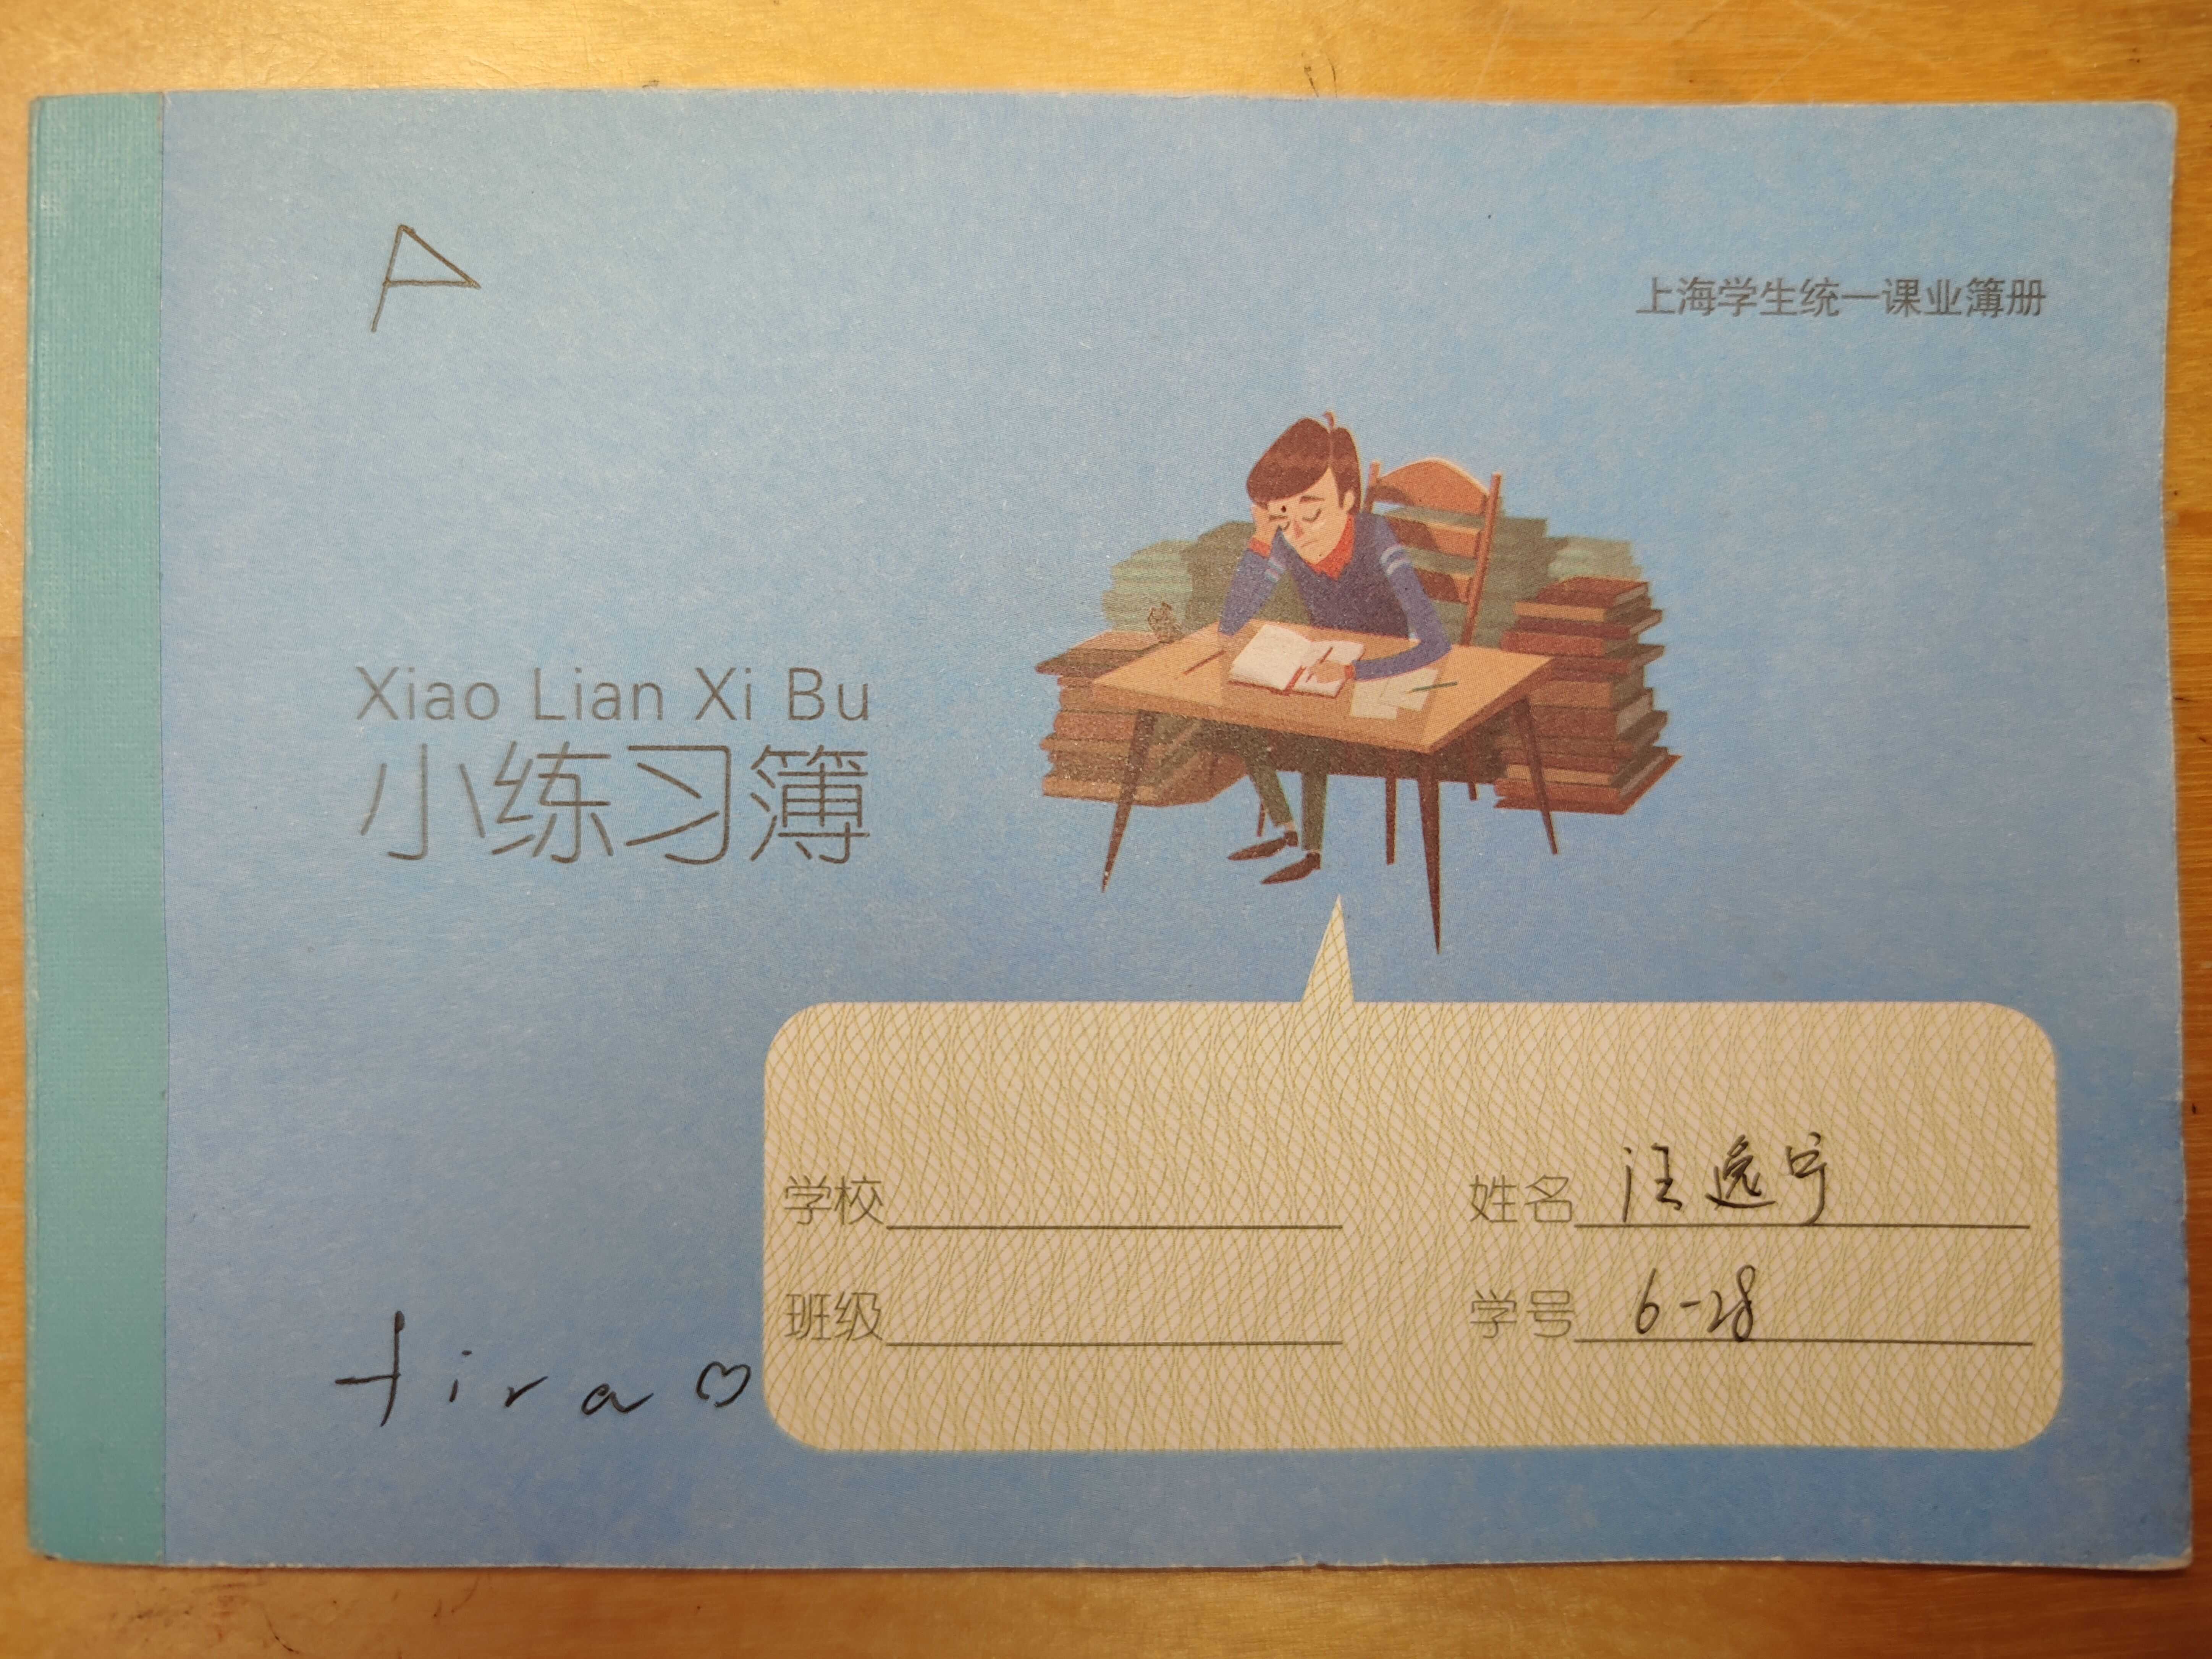 上海学生统一课业簿册
Xiao Lian Xi Bu
小练习簿
学校
姓名 汪逸宁
班级
学号 6-28
tira♡